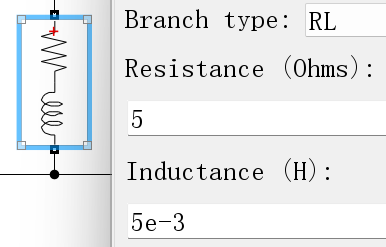 Branch type: RL
Resistance (Ohms):
5
Inductance (H):
5e-3